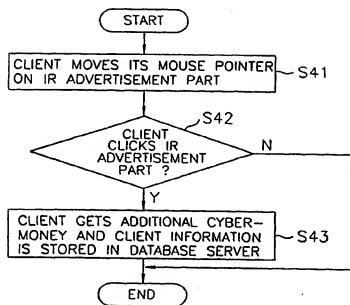 START
CLIENT MOVES ITS MOUSE POINTER
ON IR ADVERTISEMENT PART
S41
S42
CLIENT
CLICKS IR
ADVERTISEMENT
PART ?
N
Y
CLIENT GETS ADDITIONAL CYBER-
MONEY AND CLIENT INFORMATION
IS STORED IN DATABASE SERVER
S43
END